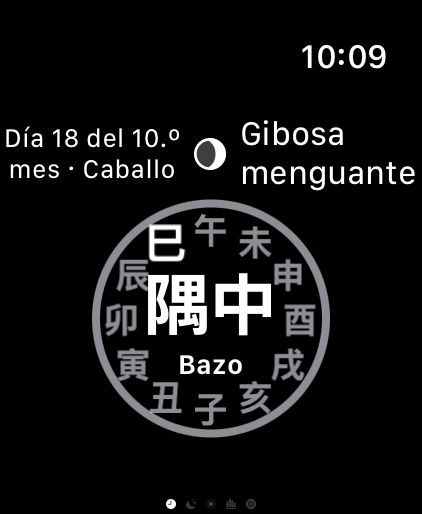 10:09
Día 18 del 10.º
mes · Caballo
Gibosa
menguante
午
巳
未
辰
申
隅中
卯
酉
Bazo
寅
戌
丑
亥
子